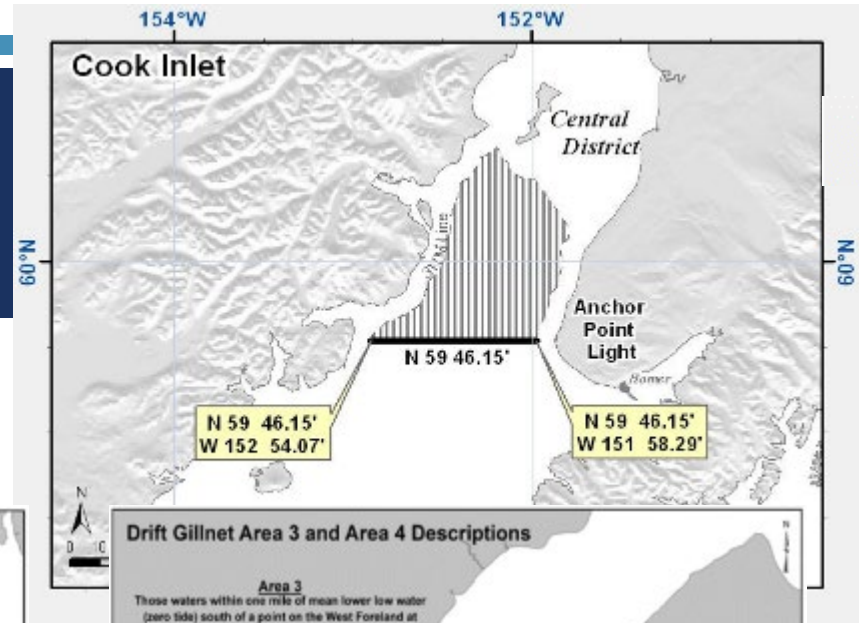 154°W 152°W
Cook Inlet
Central
District
Line
60°N 60°N
Anchor
Point
Light
N 59 46.15'
Homer
N 59 46.15'
W 152 54.07'
N 59 46.15'
W 151 58.29'
N
0
Drift Gillnet Area 3 and Area 4 Descriptions
Area 3
Those waters within one mile of mean lower low water
(zero tide) south of a point on the West Foreland at